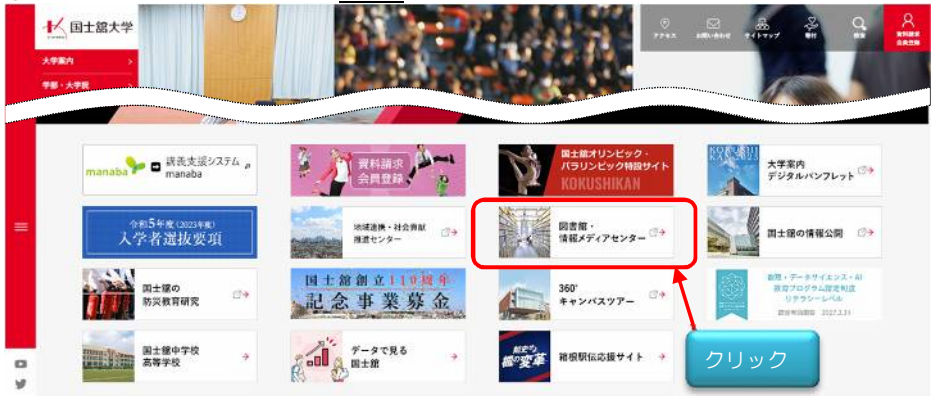 国士舘大学
アクセス
お問い合わせ
サイトマップ
寄付
検索
資料請求
会員登録
大学案内
学部・大学院
manaba
講義支援システム
manaba
資料請求
会員登録
国士舘オリンピック・
パラリンピック特設サイト
KOKUSHIKAN
大学案内
デジタルパンフレット
令和5年度(2023年度)
入学者選抜要項
地域連携・社会貢献
推進センター
図書館・
情報メディアセンター
国士舘の情報公開
国士舘の
防災教育研究
国士舘創立110周年
記念事業募金
360°
キャンパスツアー
数理・データサイエンス・AI
教育プログラム認定制度
リテラシーレベル
国士舘中学校
高等学校
データで見る
国士舘
箱根駅伝応援サイト
クリック